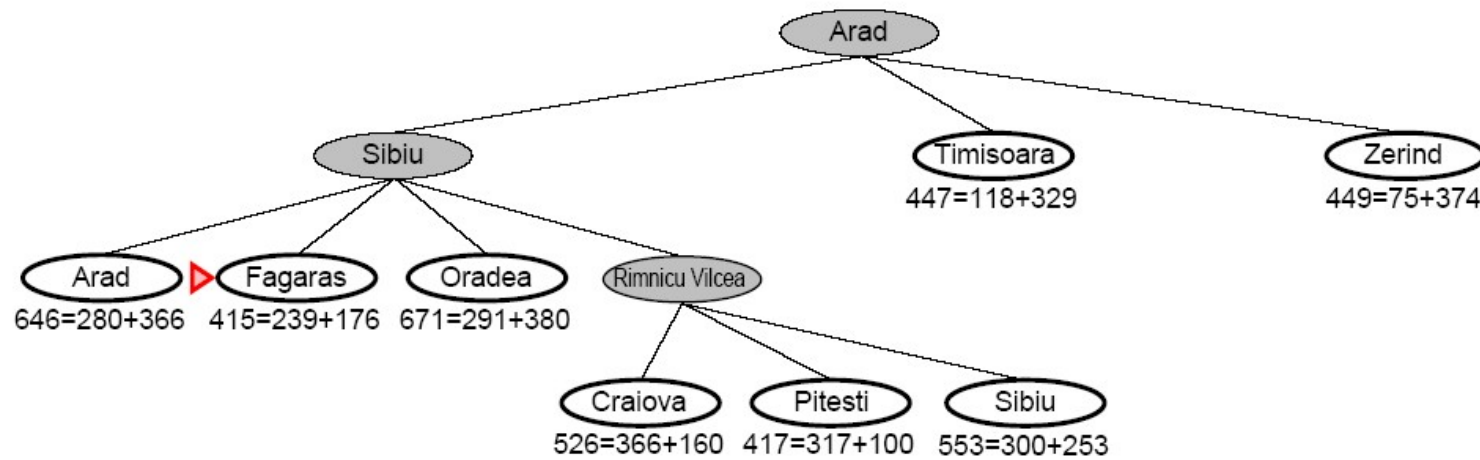 Arad
Sibiu
Timisoara
Zerind
447=118+329
449=75+374
Arad
Fagaras
Oradea
Rimnicu Vilcea
646=280+366
415=239+176
671=291+380
Craiova
Pitesti
Sibiu
526=366+160
417=317+100
553=300+253